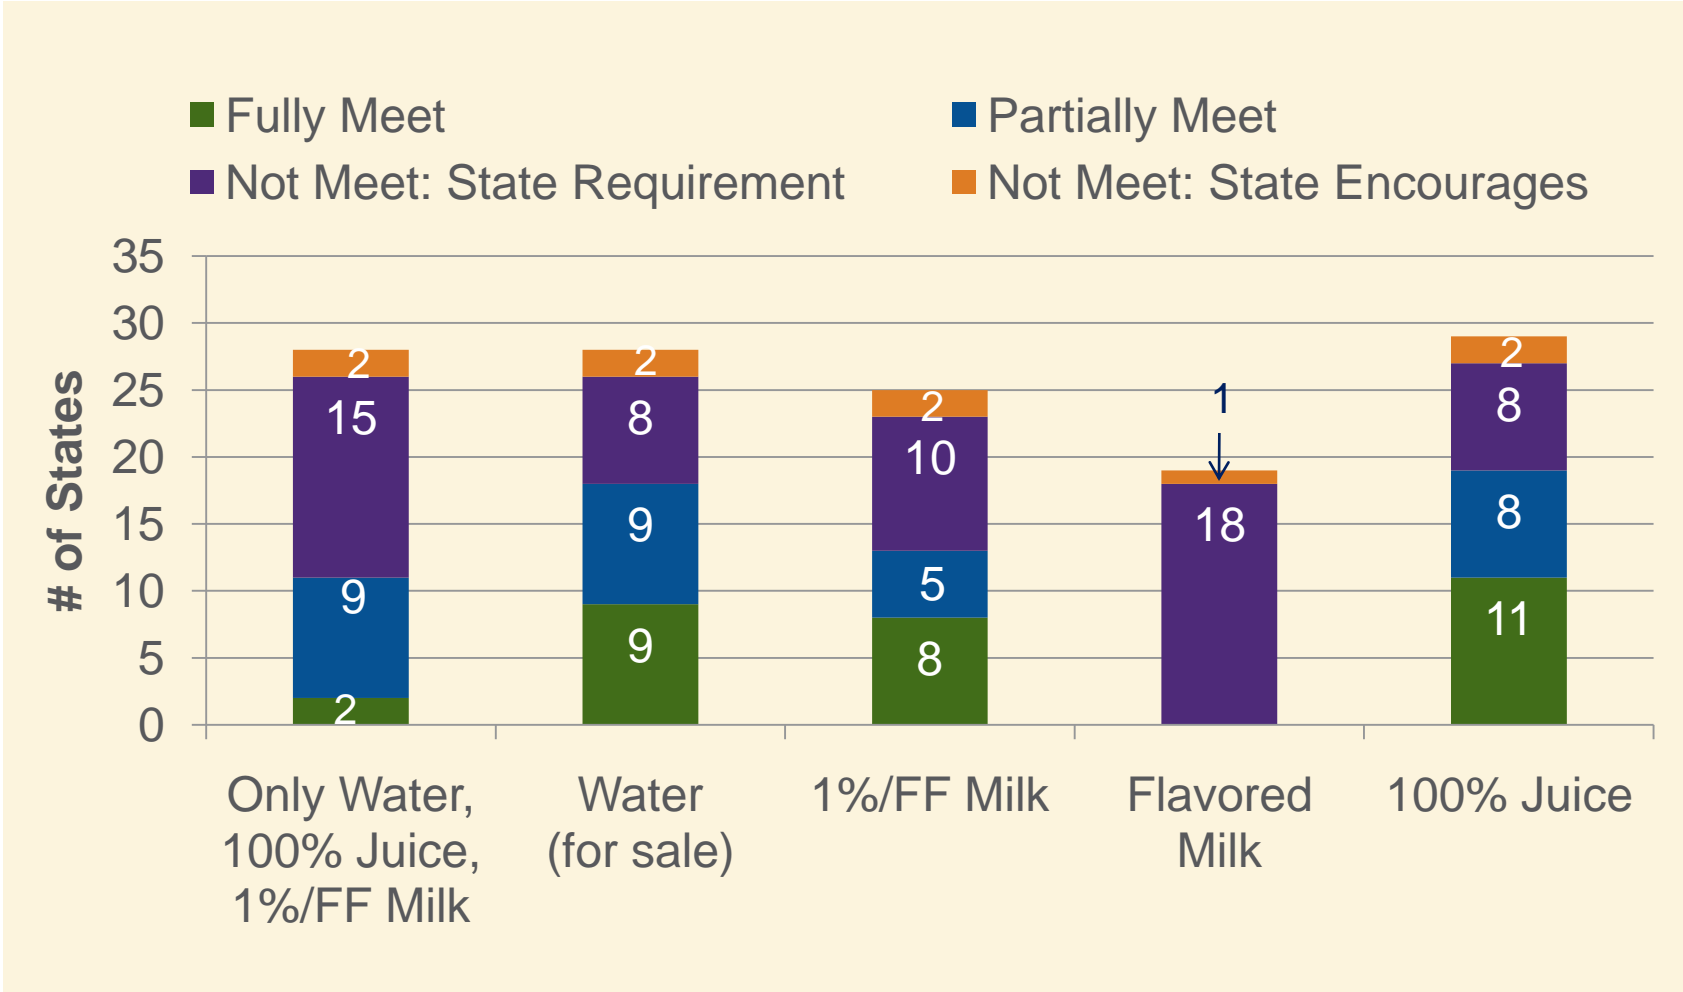 Fully Meet
Partially Meet
Not Meet: State Requirement
Not Meet: State Encourages
# of States
35
30
25
20
15
10
5
0
2
15
9
2
2
8
9
9
2
10
5
8
1
18
2
8
8
11
Only Water,
100% Juice,
1%/FF Milk
Water
(for sale)
1%/FF Milk
Flavored
Milk
100% Juice